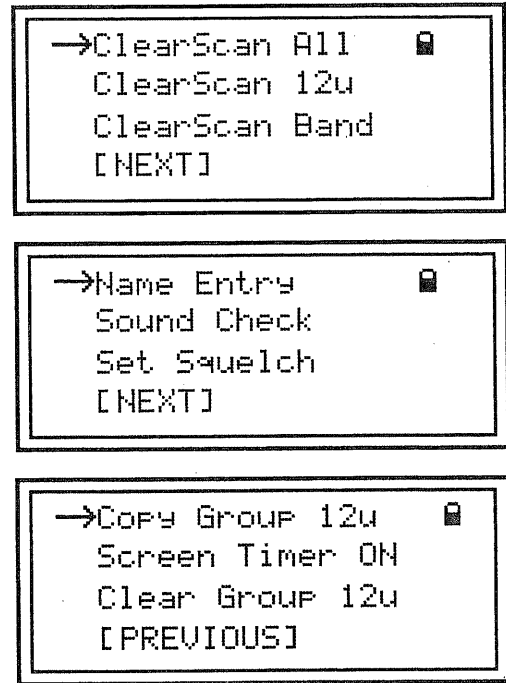 →ClearScan All
ClearScan 12u
ClearScan Band
[NEXT]
→Name Entry
Sound Check
Set Squelch
[NEXT]
→Copy Group 12u
Screen Timer ON
Clear Group 12u
[PREVIOUS]